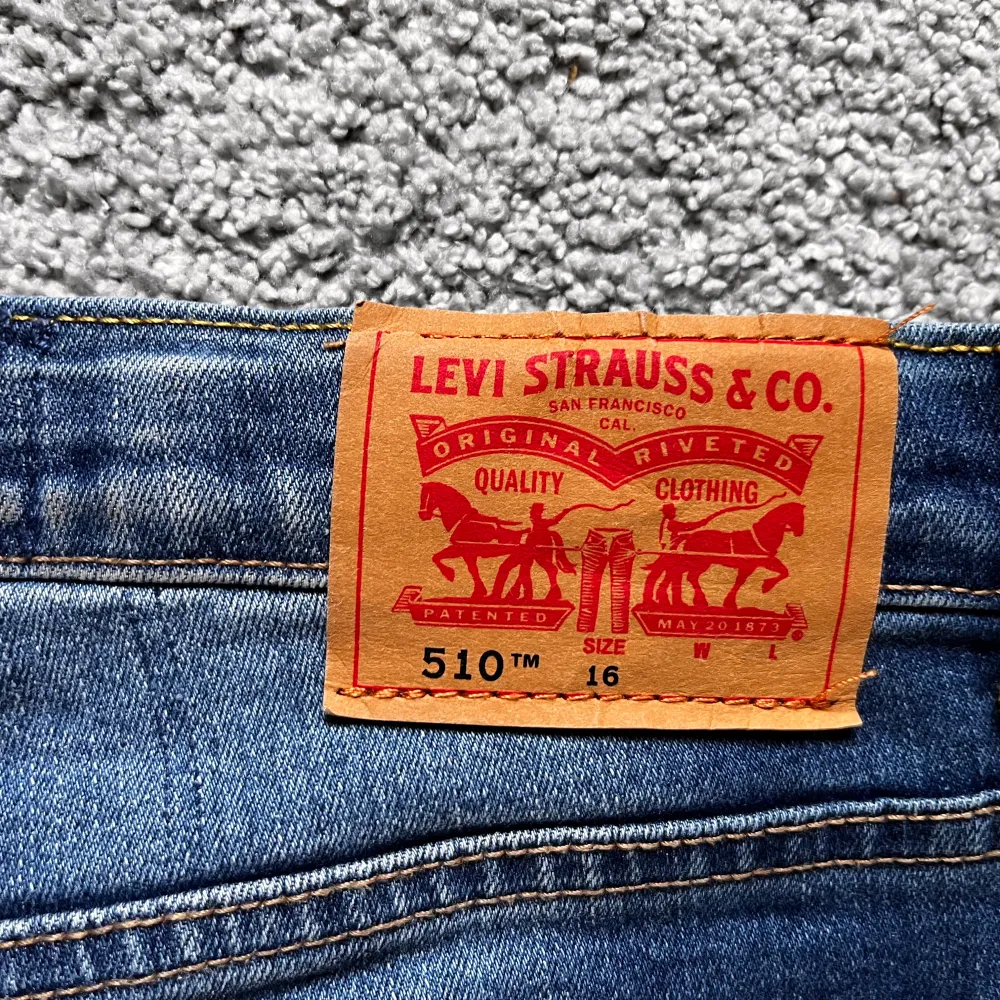 LEVI STRAUSS & CO.
SAN FRANCISCO
CAL.
ORIGINAL RIVETED
QUALITY CLOTHING
PATENTED MAY 20 1873 ®
SIZE W L
510™ 16